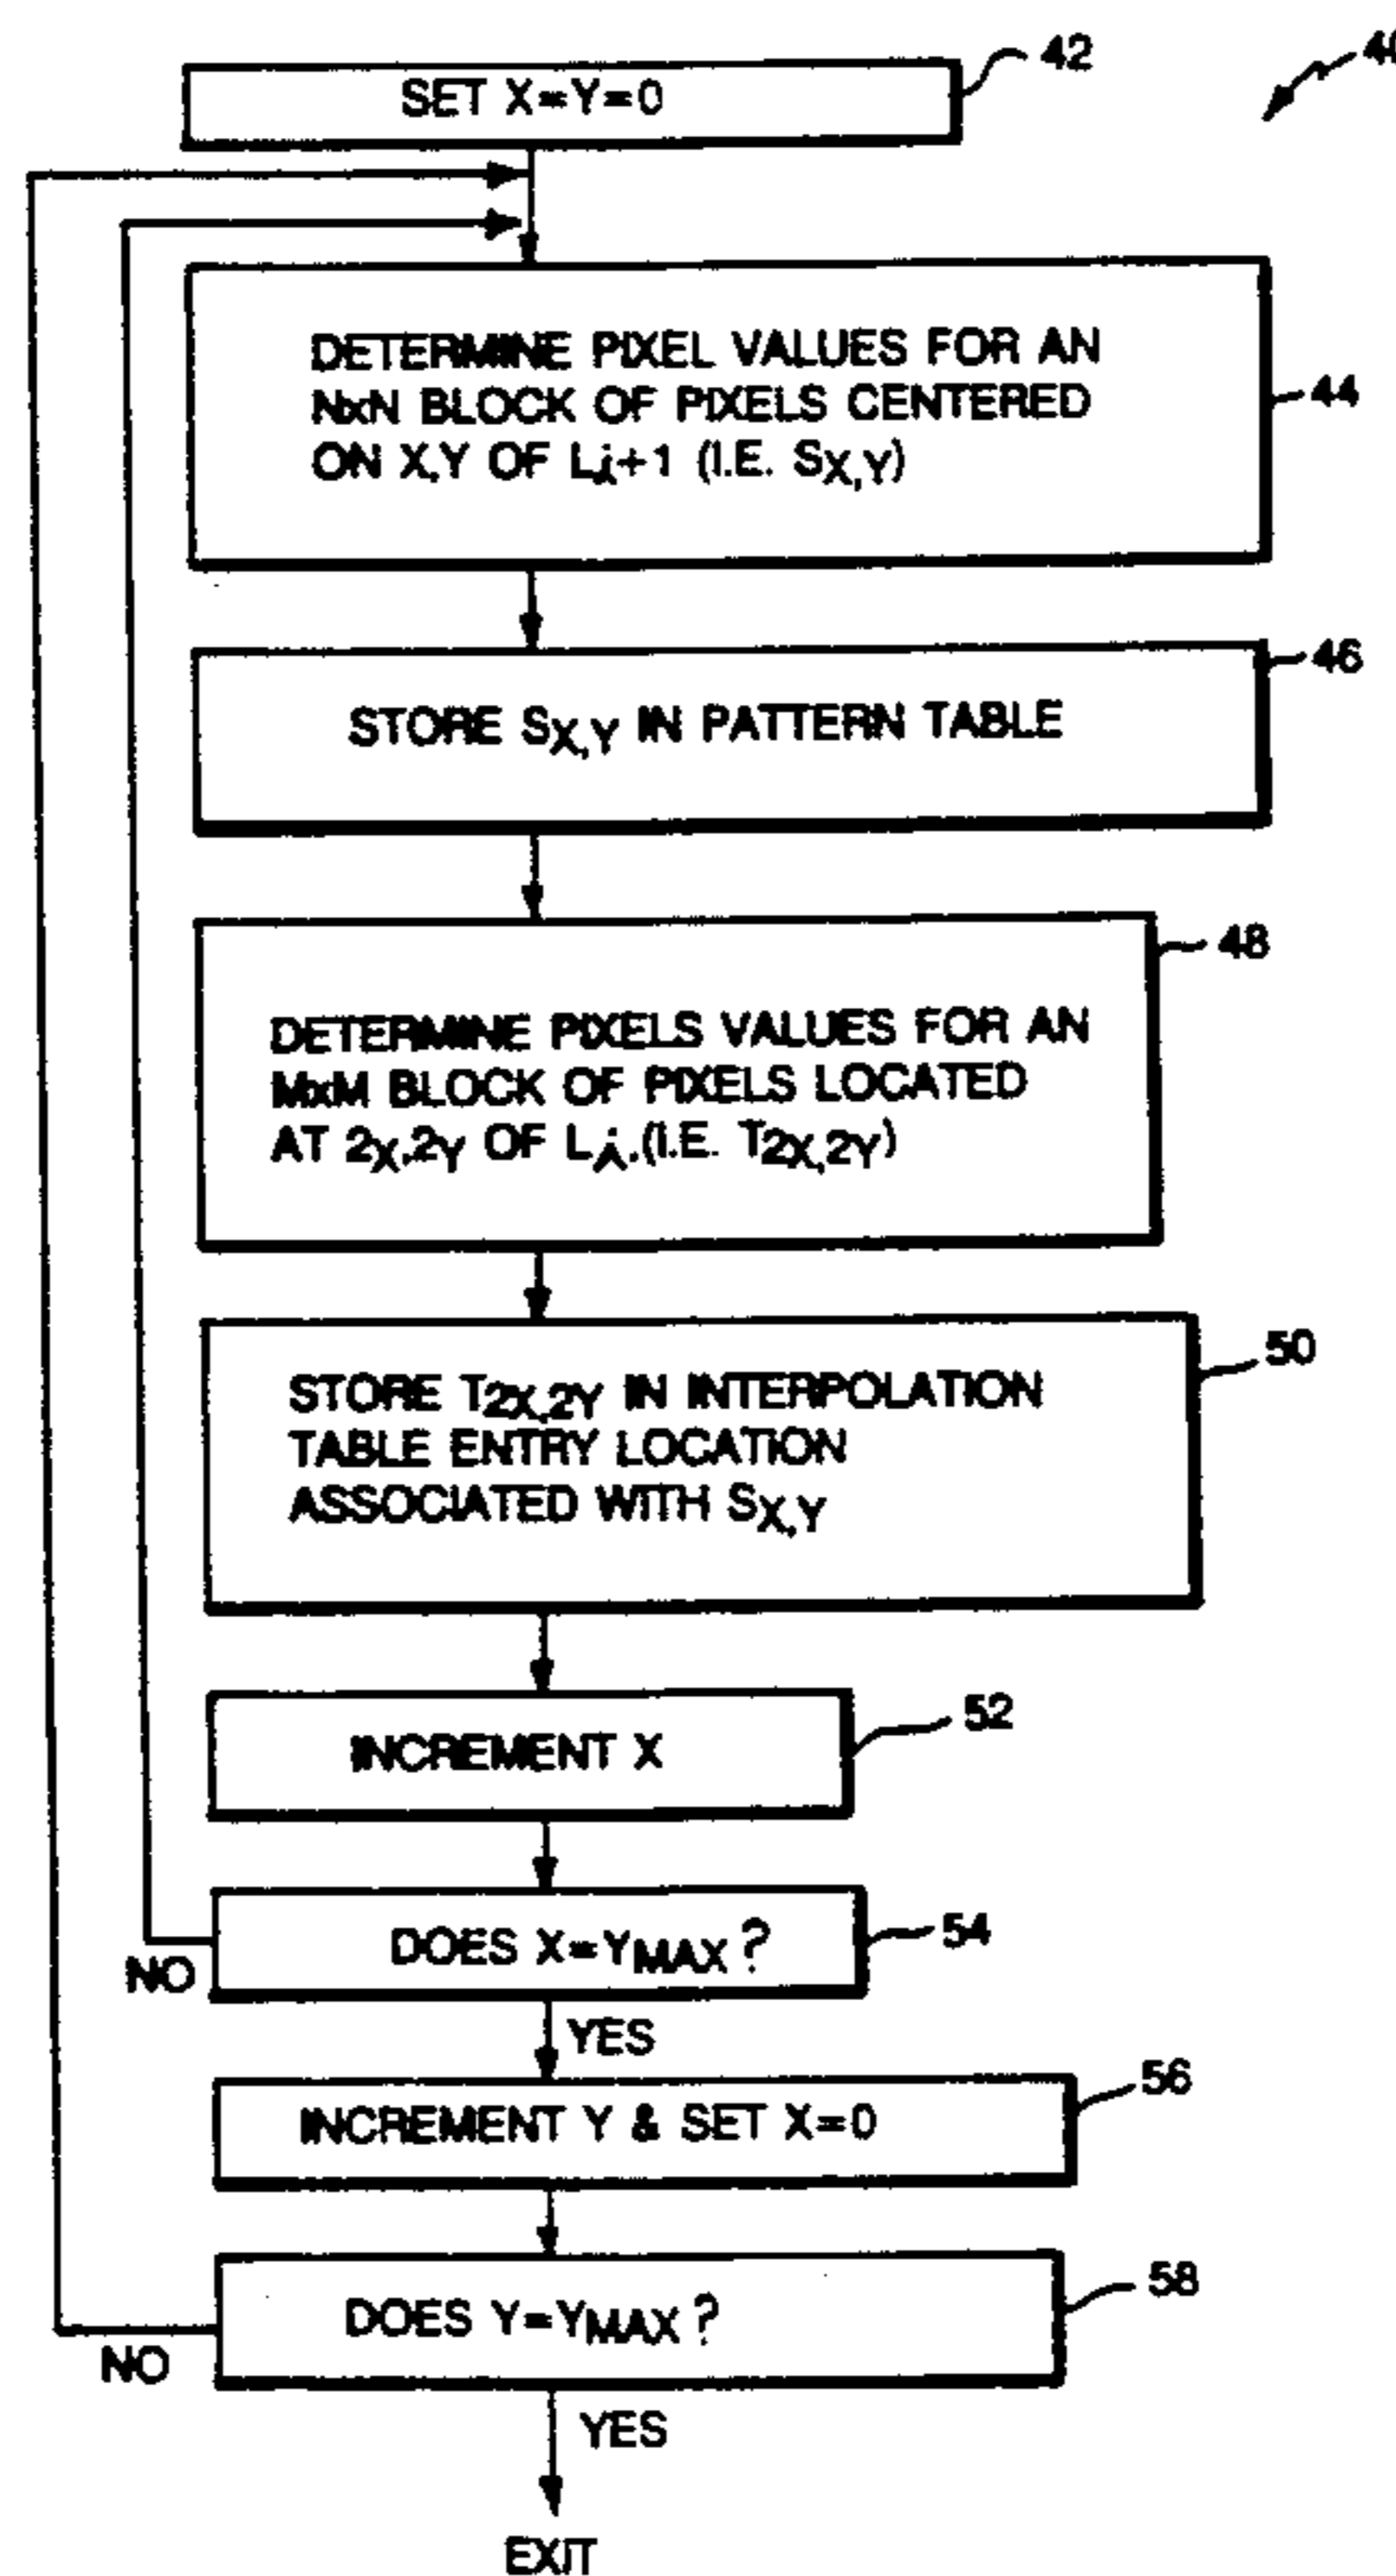 42
SET X=Y=0
DETERMINE PIXEL VALUES FOR AN
NxN BLOCK OF PIXELS CENTERED
ON X,Y OF Li+1 (I.E. SX,Y)
44
46
STORE SX,Y IN PATTERN TABLE
48
DETERMINE PIXELS VALUES FOR AN
MxM BLOCK OF PIXELS LOCATED
AT 2X,2Y OF Li.(I.E. T2X,2Y)
50
STORE T2X,2Y IN INTERPOLATION
TABLE ENTRY LOCATION
ASSOCIATED WITH SX,Y
52
INCREMENT X
54
DOES X=YMAX?
NO
YES
56
INCREMENT Y & SET X=0
58
DOES Y=YMAX?
NO
YES
EXIT